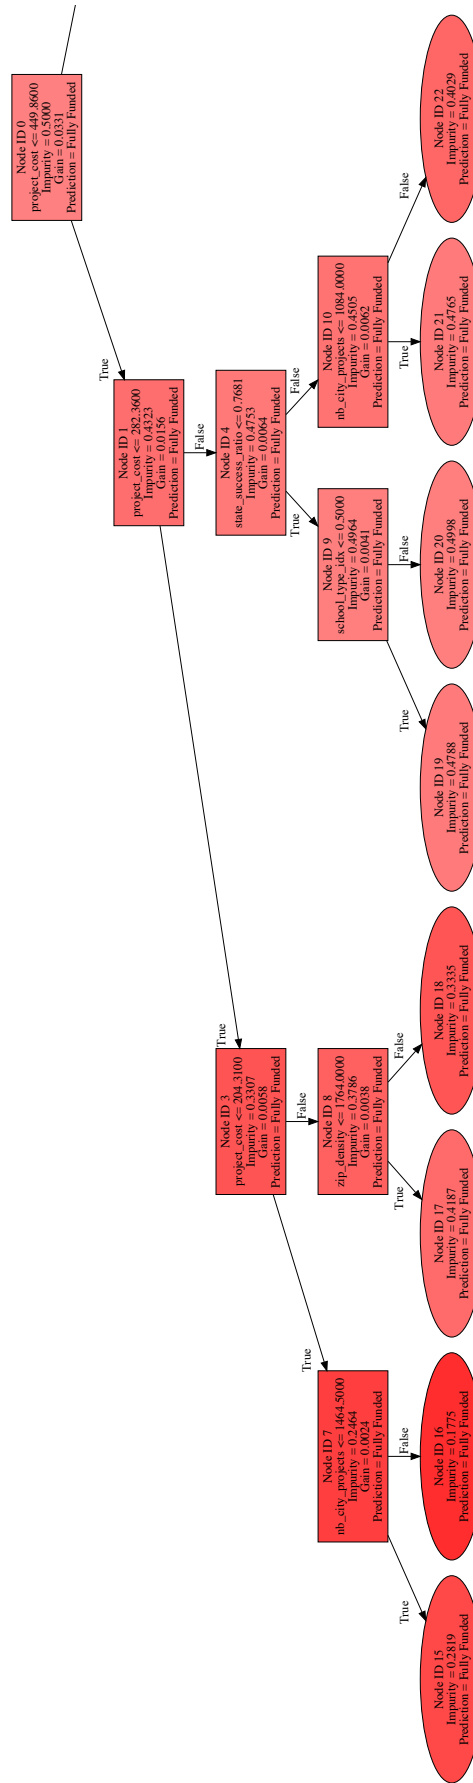 Node ID 0
project_cost <= 449.8600
Impurity = 0.5000
Gain = 0.0331
Prediction = Fully Funded
True
Node ID 1
project_cost <= 282.3600
Impurity = 0.4323
Gain = 0.0156
Prediction = Fully Funded
True
False
Node ID 3
project_cost <= 204.3100
Impurity = 0.3307
Gain = 0.0058
Prediction = Fully Funded
Node ID 4
state_success_ratio <= 0.7681
Impurity = 0.4753
Gain = 0.0064
Prediction = Fully Funded
True
False
True
False
Node ID 7
nb_city_projects <= 1464.5000
Impurity = 0.2464
Gain = 0.0024
Prediction = Fully Funded
Node ID 8
zip_density <= 1764.0000
Impurity = 0.3786
Gain = 0.0038
Prediction = Fully Funded
Node ID 9
school_type_idx <= 0.5000
Impurity = 0.4964
Gain = 0.0041
Prediction = Fully Funded
Node ID 10
nb_city_projects <= 1084.0000
Impurity = 0.4505
Gain = 0.0062
Prediction = Fully Funded
True
False
True
False
True
False
True
False
Node ID 15
Impurity = 0.2819
Prediction = Fully Funded
Node ID 16
Impurity = 0.1775
Prediction = Fully Funded
Node ID 17
Impurity = 0.4187
Prediction = Fully Funded
Node ID 18
Impurity = 0.3335
Prediction = Fully Funded
Node ID 19
Impurity = 0.4788
Prediction = Fully Funded
Node ID 20
Impurity = 0.4998
Prediction = Fully Funded
Node ID 21
Impurity = 0.4765
Prediction = Fully Funded
Node ID 22
Impurity = 0.4029
Prediction = Fully Funded